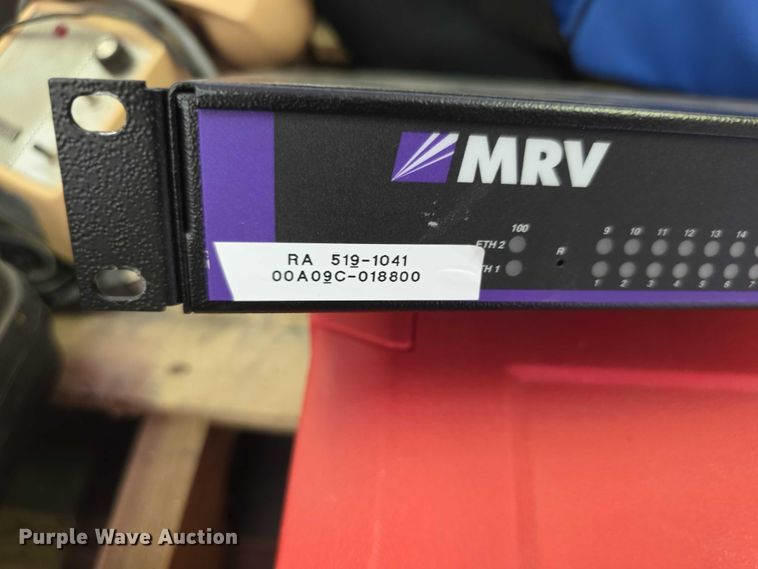 MRV
100
ETH 2
9 10 11 12 13 14
R
TH 1
1 2 3 4 5 6 7
RA 519-1041
00A09C-018800
Purple Wave Auction